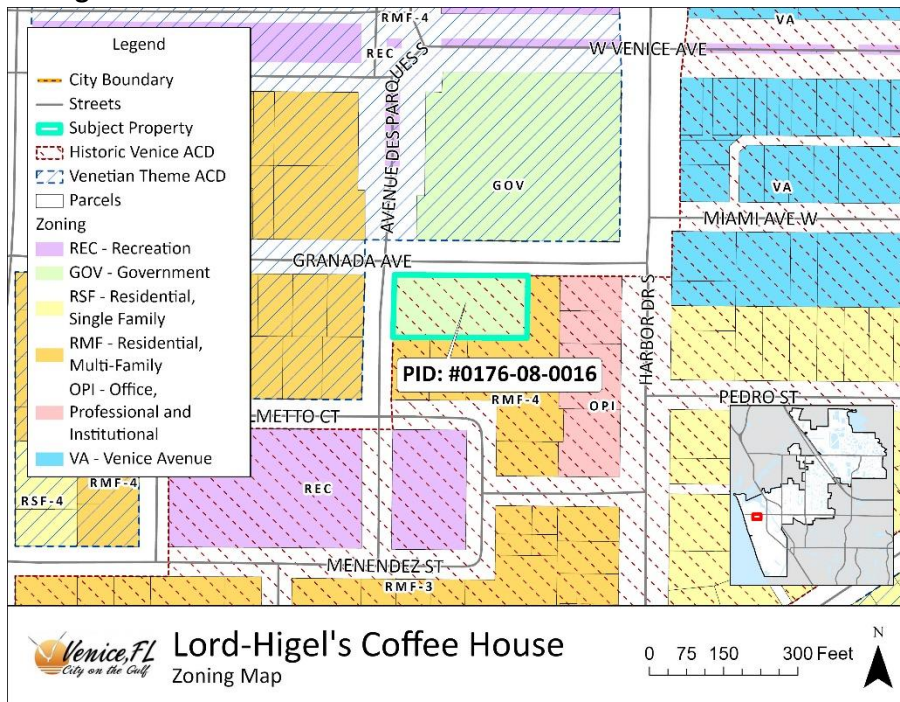 RMF-4
VA
REC
W VENICE AVE
AVENUE DES PARQUES S
GOV
VA
MIAMI AVE W
GRANADA AVE
HARBOR DR S
PID: #0176-08-0016
RMF-4
OPI
PEDRO ST
METTO CT
REC
RMF-4
RSF-4
MENENDEZ ST
RMF-3
Legend
City Boundary
Streets
Subject Property
Historic Venice ACD
Venetian Theme ACD
Parcels
Zoning
REC - Recreation
GOV - Government
RSF - Residential,
Single Family
RMF - Residential,
Multi-Family
OPI - Office,
Professional and
Institutional
VA - Venice Avenue
Venice, FL
City on the Gulf
Lord-Higel's Coffee House
Zoning Map
0 75 150 300 Feet
N